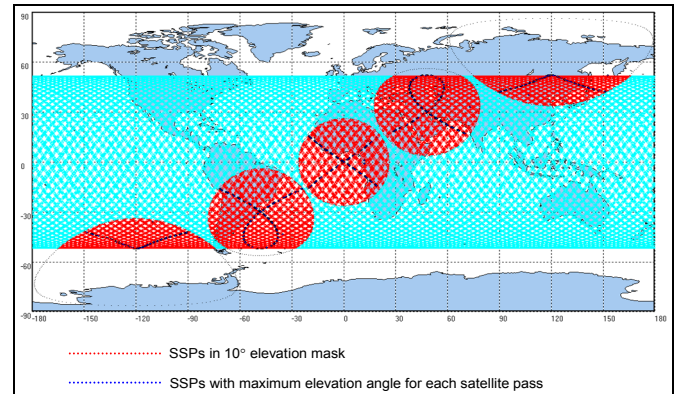 90
60
30
0
-30
-60
-90
-180 -150 -120 -90 -60 -30 0 30 60 90 120 150 180
SSPs in 10° elevation mask
SSPs with maximum elevation angle for each satellite pass